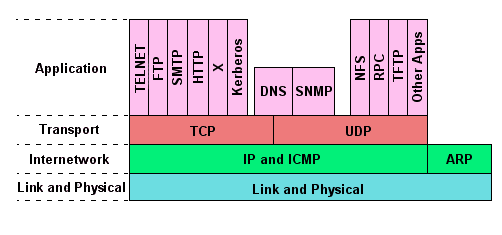 Application
TELNET
FTP
SMTP
HTTP
X
Kerberos
DNS
SNMP
NFS
RPC
TFTP
Other Apps
Transport
TCP
UDP
Internetwork
IP and ICMP
ARP
Link and Physical
Link and Physical